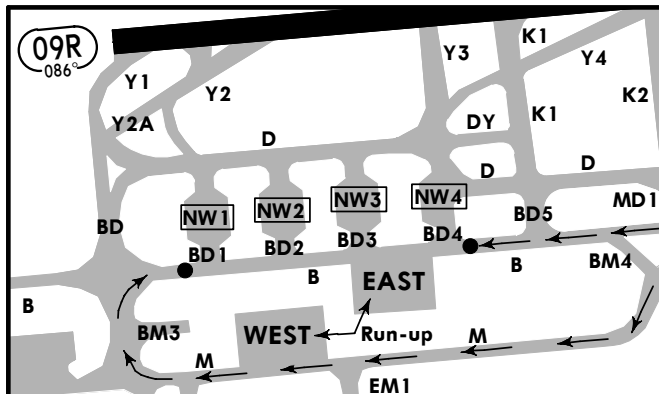 09R
086°
K1
Y3
Y4
Y1
Y2
K2
Y2A
DY
K1
D
D
D
NW1
NW2
NW3
NW4
MD1
BD
BD5
BD1
BD2
BD3
BD4
B
B
BM4
EAST
B
BM3
WEST
Run-up
M
M
EM1